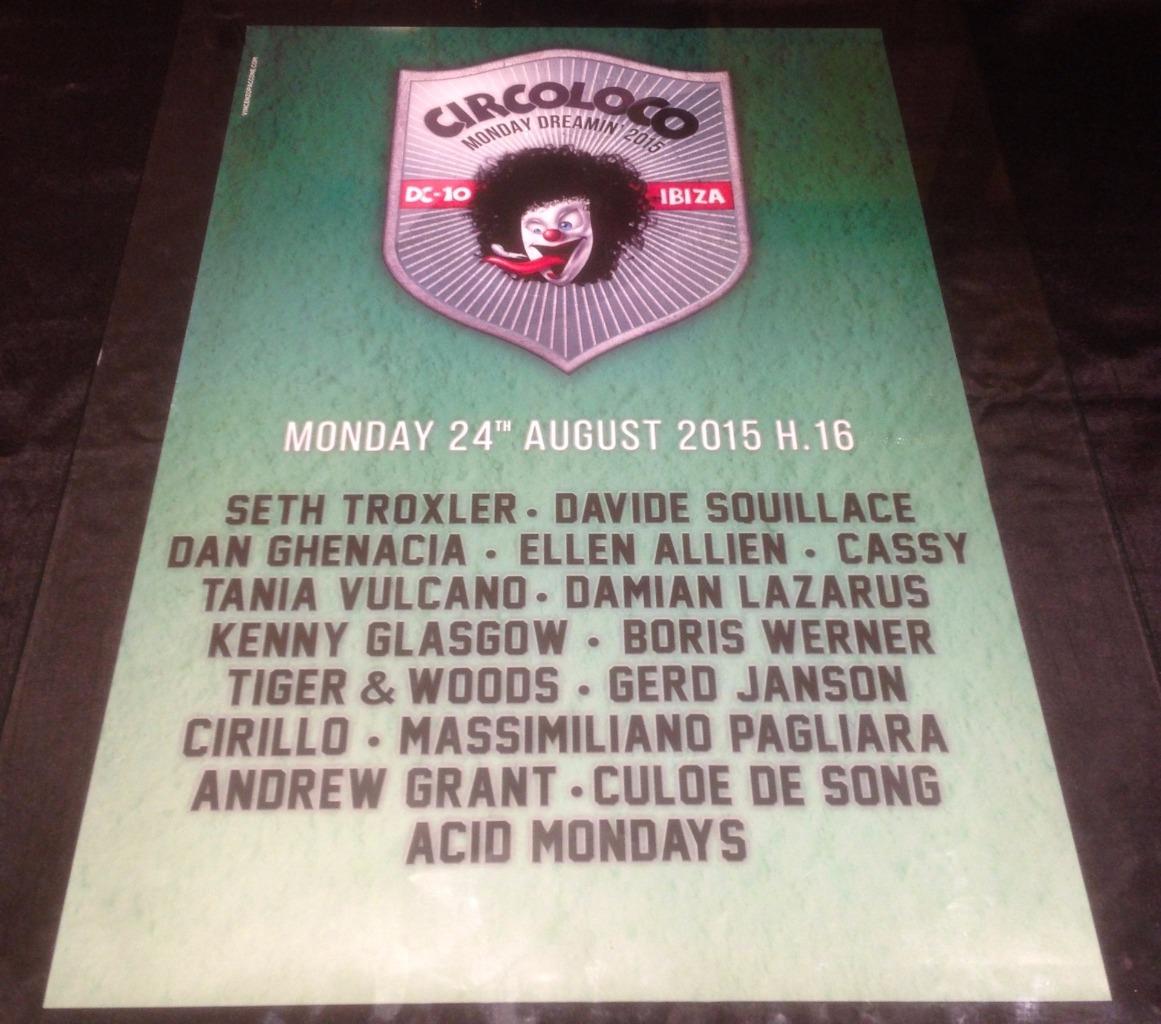 VINCENZOPACCONE.COM
CIRCOLOCO
MONDAY DREAMIN' 2015
DC-10 IBIZA
MONDAY 24TH AUGUST 2015 H.16
SETH TROXLER • DAVIDE SQUILLACE
DAN GHENACIA • ELLEN ALLIEN • CASSY
TANIA VULCANO • DAMIAN LAZARUS
KENNY GLASGOW • BORIS WERNER
TIGER & WOODS • GERD JANSON
CIRILLO • MASSIMILIANO PAGLIARA
ANDREW GRANT • CULOE DE SONG
ACID MONDAYS